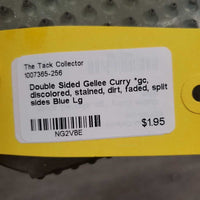 The Tack Collector
1007365-256
Double Sided Gellee Curry *gc,
discolored, stained, dirt, faded, split
sides Blue Lg
NG2V8E
$1.95